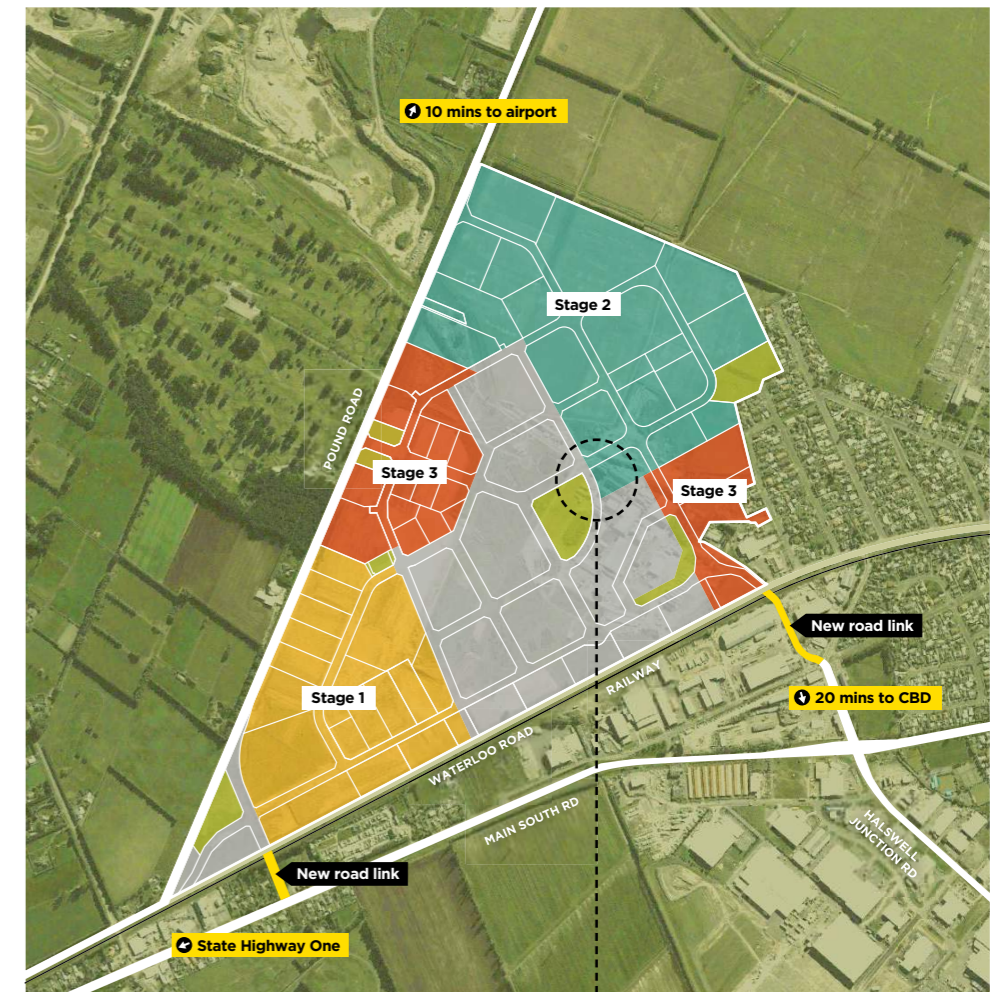 10 mins to airport
Stage 2
POUND ROAD
Stage 3
Stage 3
New road link
RAILWAY
Stage 1
20 mins to CBD
WATERLOO ROAD
MAIN SOUTH RD
HALSWELL
JUNCTION RD
New road link
State Highway One